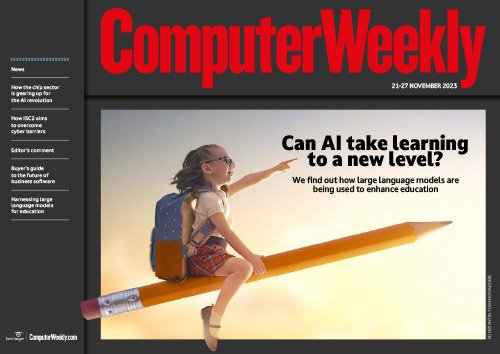 ComputerWeekly
21-27 NOVEMBER 2023
News
How the chip sector
is gearing up for
the AI revolution
How ISC2 aims
to overcome
cyber barriers
Editor's comment
Buyer's guide
to the future of
business software
Harnessing large
language models
for education
Can AI take learning
to a new level?
We find out how large language models are
being used to enhance education
ComputerWeekly.com